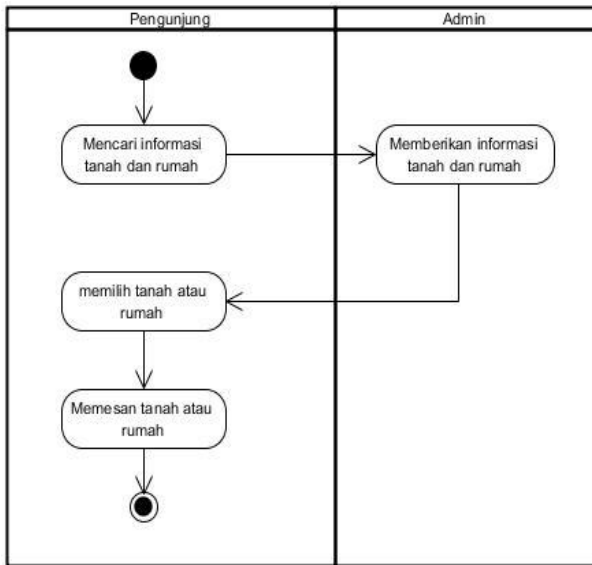 Pengunjung
Admin
Mencari informasi
tanah dan rumah
Memberikan informasi
tanah dan rumah
memilih tanah atau
rumah
Memesan tanah atau
rumah